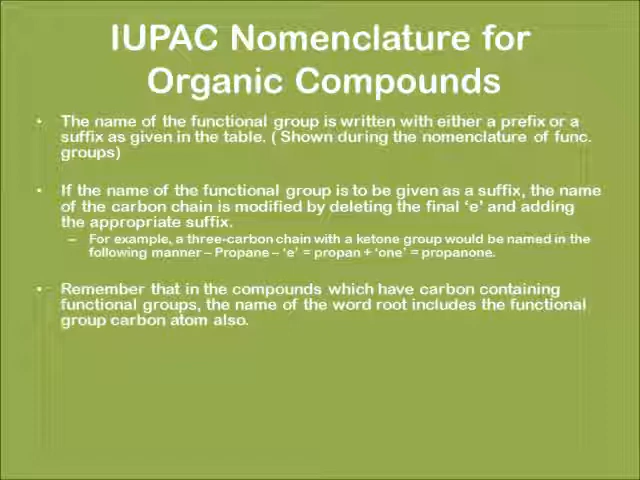 IUPAC Nomenclature for
Organic Compounds
• The name of the functional group is written with either a prefix or a
suffix as given in the table. ( Shown during the nomenclature of func.
groups)
• If the name of the functional group is to be given as a suffix, the name
of the carbon chain is modified by deleting the final ‘e’ and adding
the appropriate suffix.
– For example, a three-carbon chain with a ketone group would be named in the
following manner – Propane – ‘e’ = propan + ‘one’ = propanone.
• Remember that in the compounds which have carbon containing
functional groups, the name of the word root includes the functional
group carbon atom also.